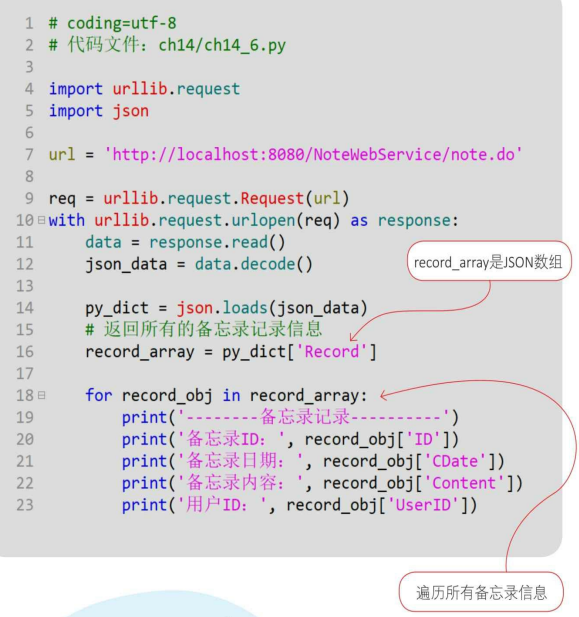 1 # coding=utf-8
2 # 代码文件：ch14/ch14_6.py
3
4 import urllib.request
5 import json
6
7 url = 'http://localhost:8080/NoteWebService/note.do'
8
9 req = urllib.request.Request(url)
10 with urllib.request.urlopen(req) as response:
11     data = response.read()
12     json_data = data.decode()
13
14     py_dict = json.loads(json_data)
15     # 返回所有的备忘录记录信息
16     record_array = py_dict['Record']
17
18     for record_obj in record_array:
19         print('--------备忘录记录----------')
20         print('备忘录ID：', record_obj['ID'])
21         print('备忘录日期：', record_obj['CDate'])
22         print('备忘录内容：', record_obj['Content'])
23         print('用户ID：', record_obj['UserID'])
record_array是JSON数组
遍历所有备忘录信息